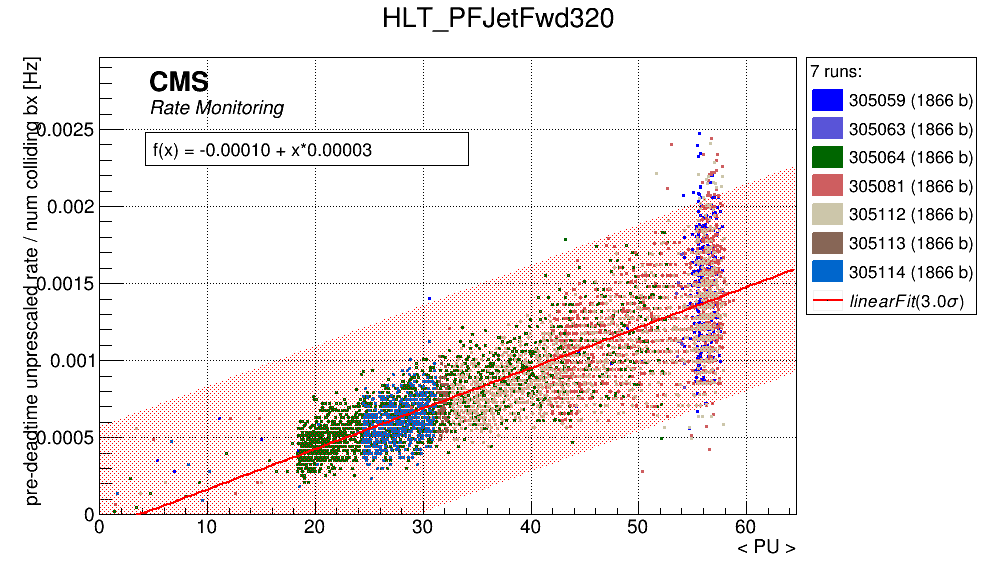 HLT_PFJetFwd320
pre-deadtime unprescaled rate / num colliding bx [Hz]
CMS
Rate Monitoring
f(x) = -0.00010 + x*0.00003
0.0025
0.002
0.0015
0.001
0.0005
0
0 10 20 30 40 50 60
< PU >
7 runs:
305059 (1866 b)
305063 (1866 b)
305064 (1866 b)
305081 (1866 b)
305112 (1866 b)
305113 (1866 b)
305114 (1866 b)
linearFit(3.0σ)